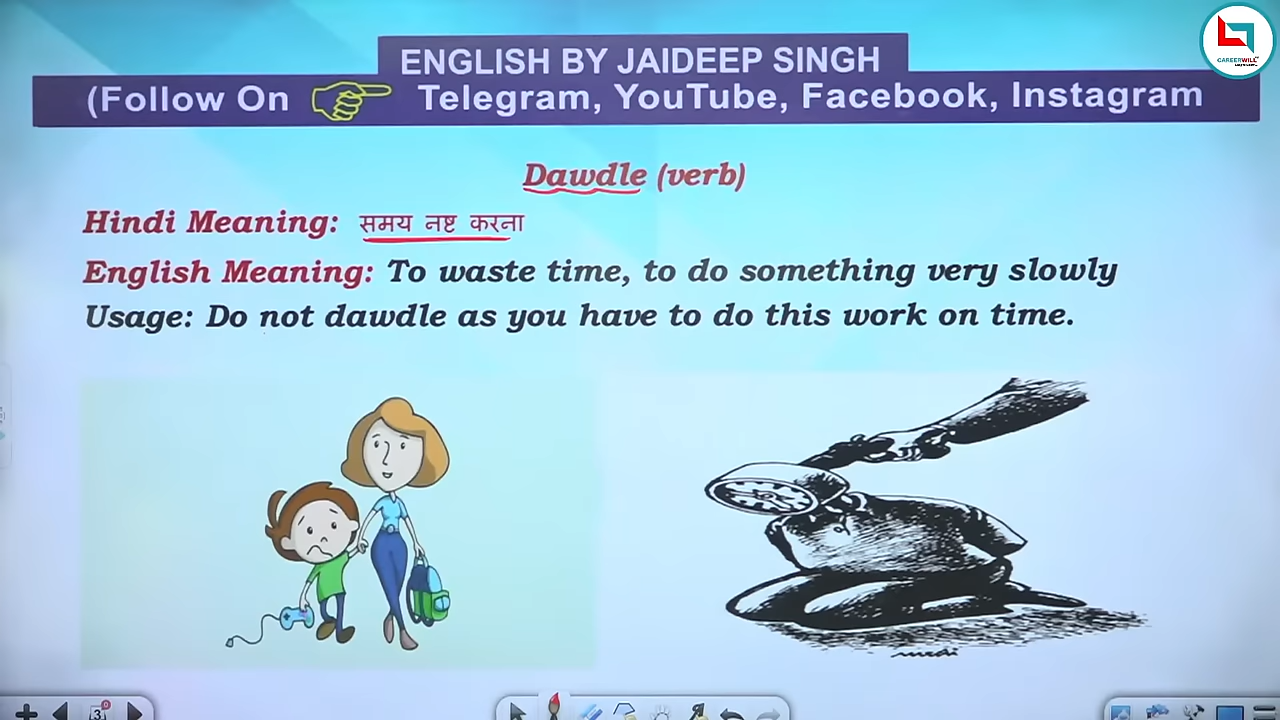 CAREERWILL
ENGLISH BY JAIDEEP SINGH
(Follow On Telegram, YouTube, Facebook, Instagram
Dawdle (verb)
Hindi Meaning: समय नष्ट करना
English Meaning: To waste time, to do something very slowly
Usage: Do not dawdle as you have to do this work on time.
3